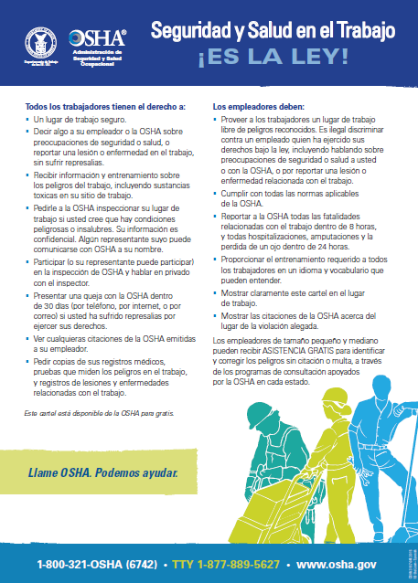 OSHA®
Administración de
Seguridad y Salud
Ocupacional
Seguridad y Salud en el Trabajo
¡ES LA LEY!
Todos los trabajadores tienen el derecho a:
• Un lugar de trabajo seguro.
• Decir algo a su empleador o la OSHA sobre
preocupaciones de seguridad o salud, o
reportar una lesión o enfermedad en el trabajo,
sin sufrir represalias.
• Recibir información y entrenamiento sobre
los peligros del trabajo, incluyendo sustancias
toxicas en su sitio de trabajo.
• Pedirle a la OSHA inspeccionar su lugar de
trabajo si usted cree que hay condiciones
peligrosas o insalubres. Su información es
confidencial. Algún representante suyo puede
comunicarse con OSHA a su nombre.
• Participar (o su representante puede participar)
en la inspección de OSHA y hablar en privado
con el inspector.
• Presentar una queja con la OSHA dentro
de 30 días (por teléfono, por internet, o por
correo) si usted ha sufrido represalias por
ejercer sus derechos.
• Ver cualquieras citaciones de la OSHA emitidas
a su empleador.
• Pedir copias de sus registros médicos,
pruebas que miden los peligros en el trabajo,
y registros de lesiones y enfermedades
relacionadas con el trabajo.
Este cartel está disponible de la OSHA para gratis.
Los empleadores deben:
• Proveer a los trabajadores un lugar de trabajo
libre de peligros reconocidos. Es ilegal discriminar
contra un empleado quien ha ejercido sus
derechos bajo la ley, incluyendo hablando sobre
preocupaciones de seguridad o salud a usted
o con la OSHA, o por reportar una lesión o
enfermedad relacionada con el trabajo.
• Cumplir con todas las normas aplicables
de la OSHA.
• Reportar a la OSHA todas las fatalidades
relacionadas con el trabajo dentro de 8 horas,
y todas hospitalizaciones, amputaciones y la
perdida de un ojo dentro de 24 horas.
• Proporcionar el entrenamiento requerido a todos
los trabajadores en un idioma y vocabulario que
pueden entender.
• Mostrar claramente este cartel en el lugar
de trabajo.
• Mostrar las citaciones de la OSHA acerca del
lugar de la violación alegada.
Los empleadores de tamaño pequeño y mediano
pueden recibir ASISTENCIA GRATIS para identificar
y corregir los peligros sin citación o multa, a través
de los programas de consultación apoyados
por la OSHA en cada estado.
Llame OSHA. Podemos ayudar.
1-800-321-OSHA (6742) • TTY 1-877-889-5627 • www.osha.gov